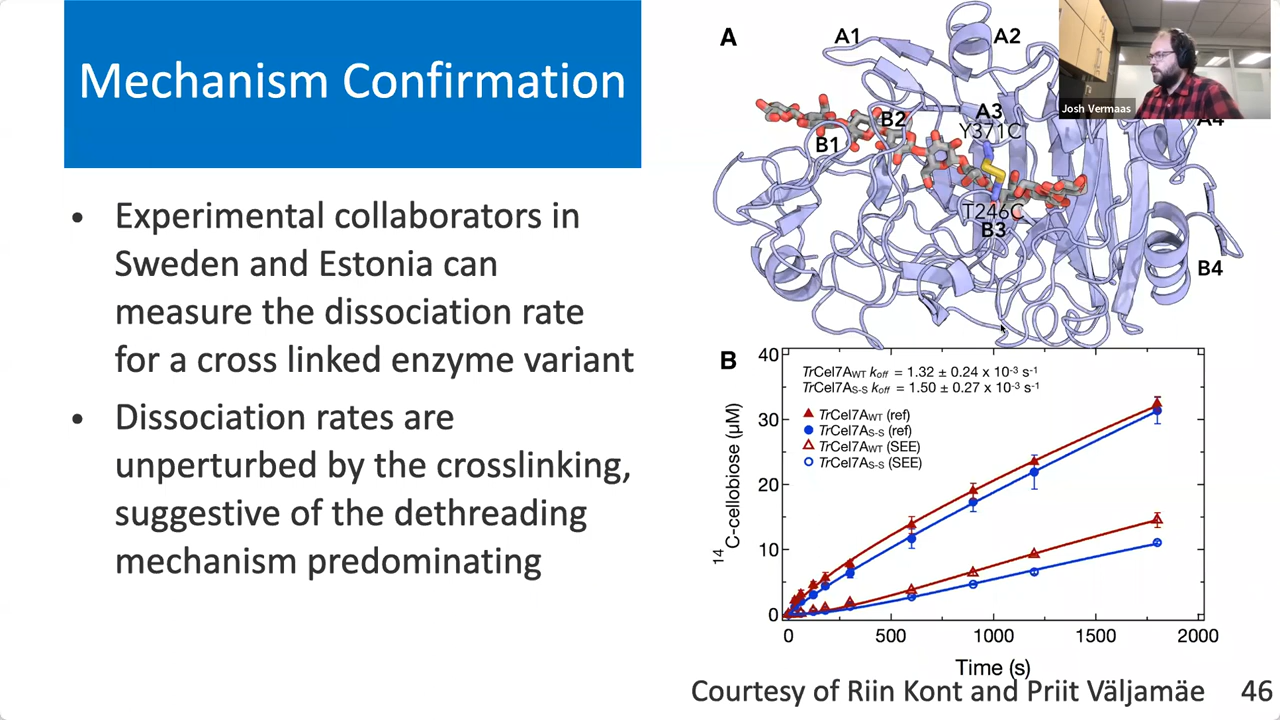 Mechanism Confirmation
• Experimental collaborators in
Sweden and Estonia can
measure the dissociation rate
for a cross linked enzyme variant
• Dissociation rates are
unperturbed by the crosslinking,
suggestive of the dethreading
mechanism predominating
A
A1
A2
Josh Vermaas
A3
A4
B2
Y371C
B1
T246C
B3
B4
B
TrCel7AWT koff = 1.32 ± 0.24 x 10⁻³ s⁻¹
TrCel7AS-S koff = 1.50 ± 0.27 x 10⁻³ s⁻¹
TrCel7AWT (ref)
TrCel7AS-S (ref)
TrCel7AWT (SEE)
TrCel7AS-S (SEE)
¹⁴C-cellobiose (µM)
40
30
20
10
0
0 500 1000 1500 2000
Time (s)
Courtesy of Riin Kont and Priit Väljamäe
46